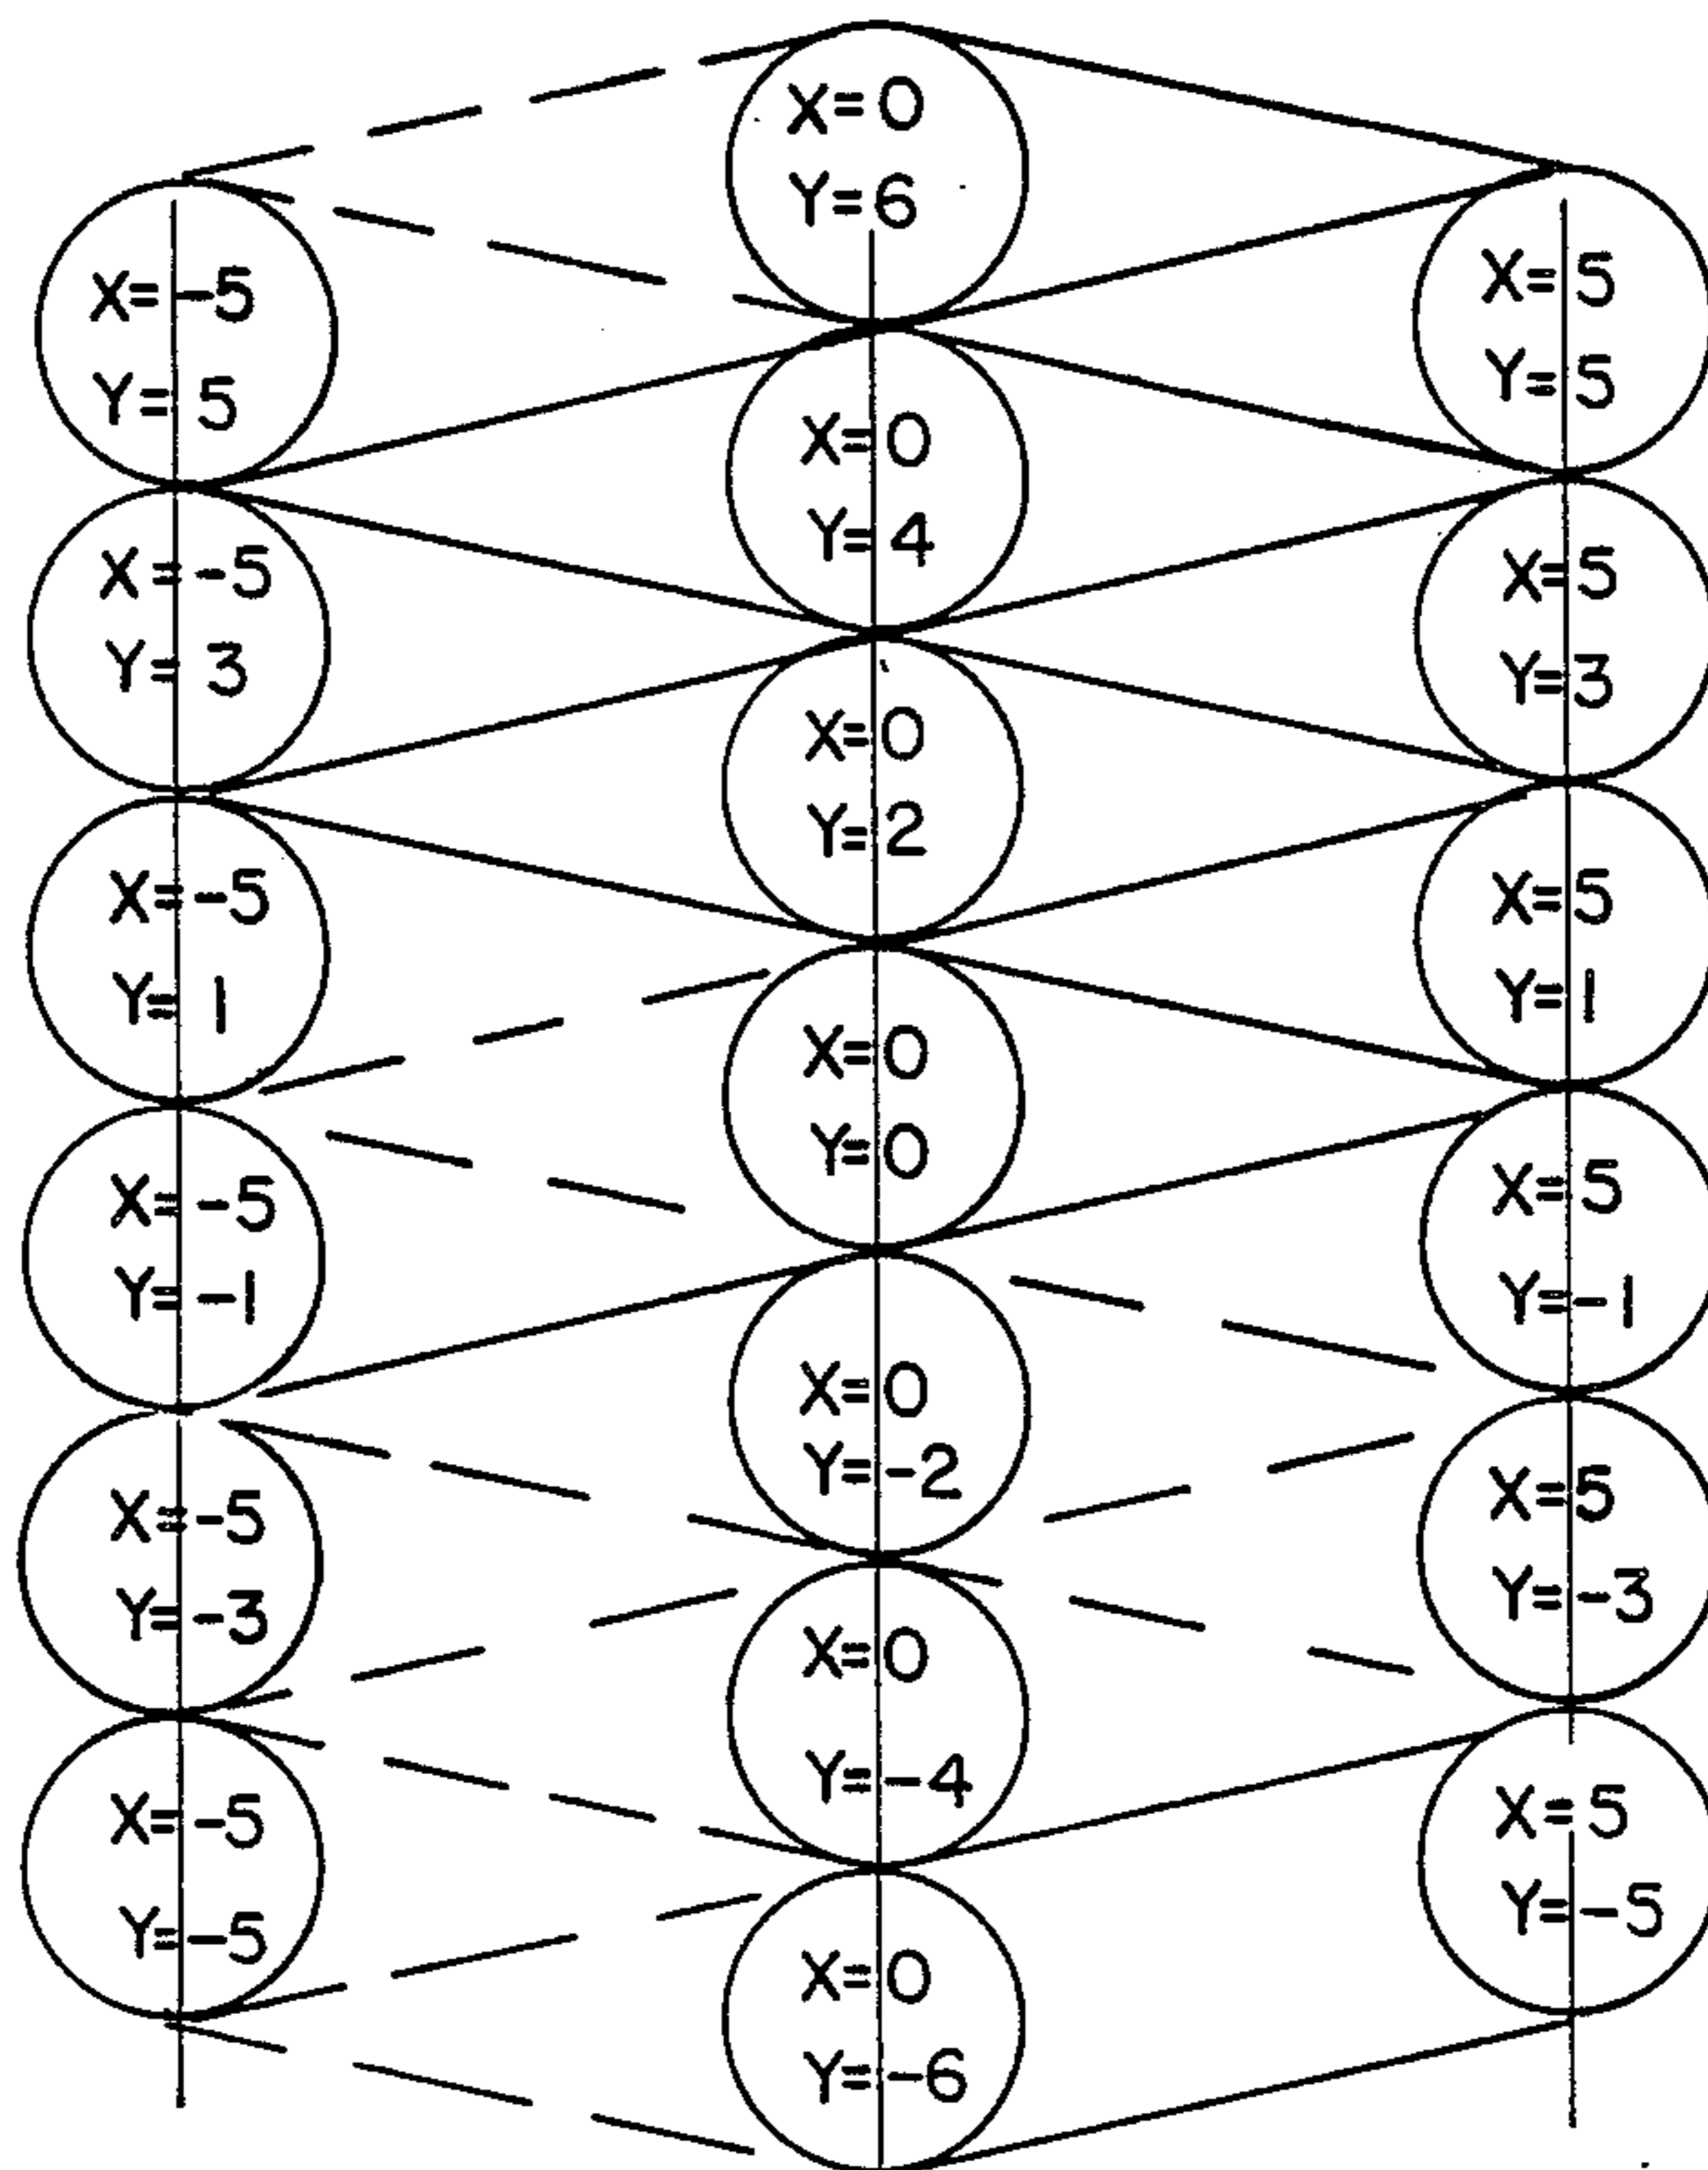 X=0
Y=6
X=-5
Y=5
X=5
Y=5
X=0
Y=4
X=-5
Y=3
X=5
Y=3
X=0
Y=2
X=-5
Y=1
X=5
Y=1
X=0
Y=0
X=-5
Y=-1
X=5
Y=-1
X=0
Y=-2
X=-5
Y=-3
X=5
Y=-3
X=0
Y=-4
X=-5
Y=-5
X=5
Y=-5
X=0
Y=-6